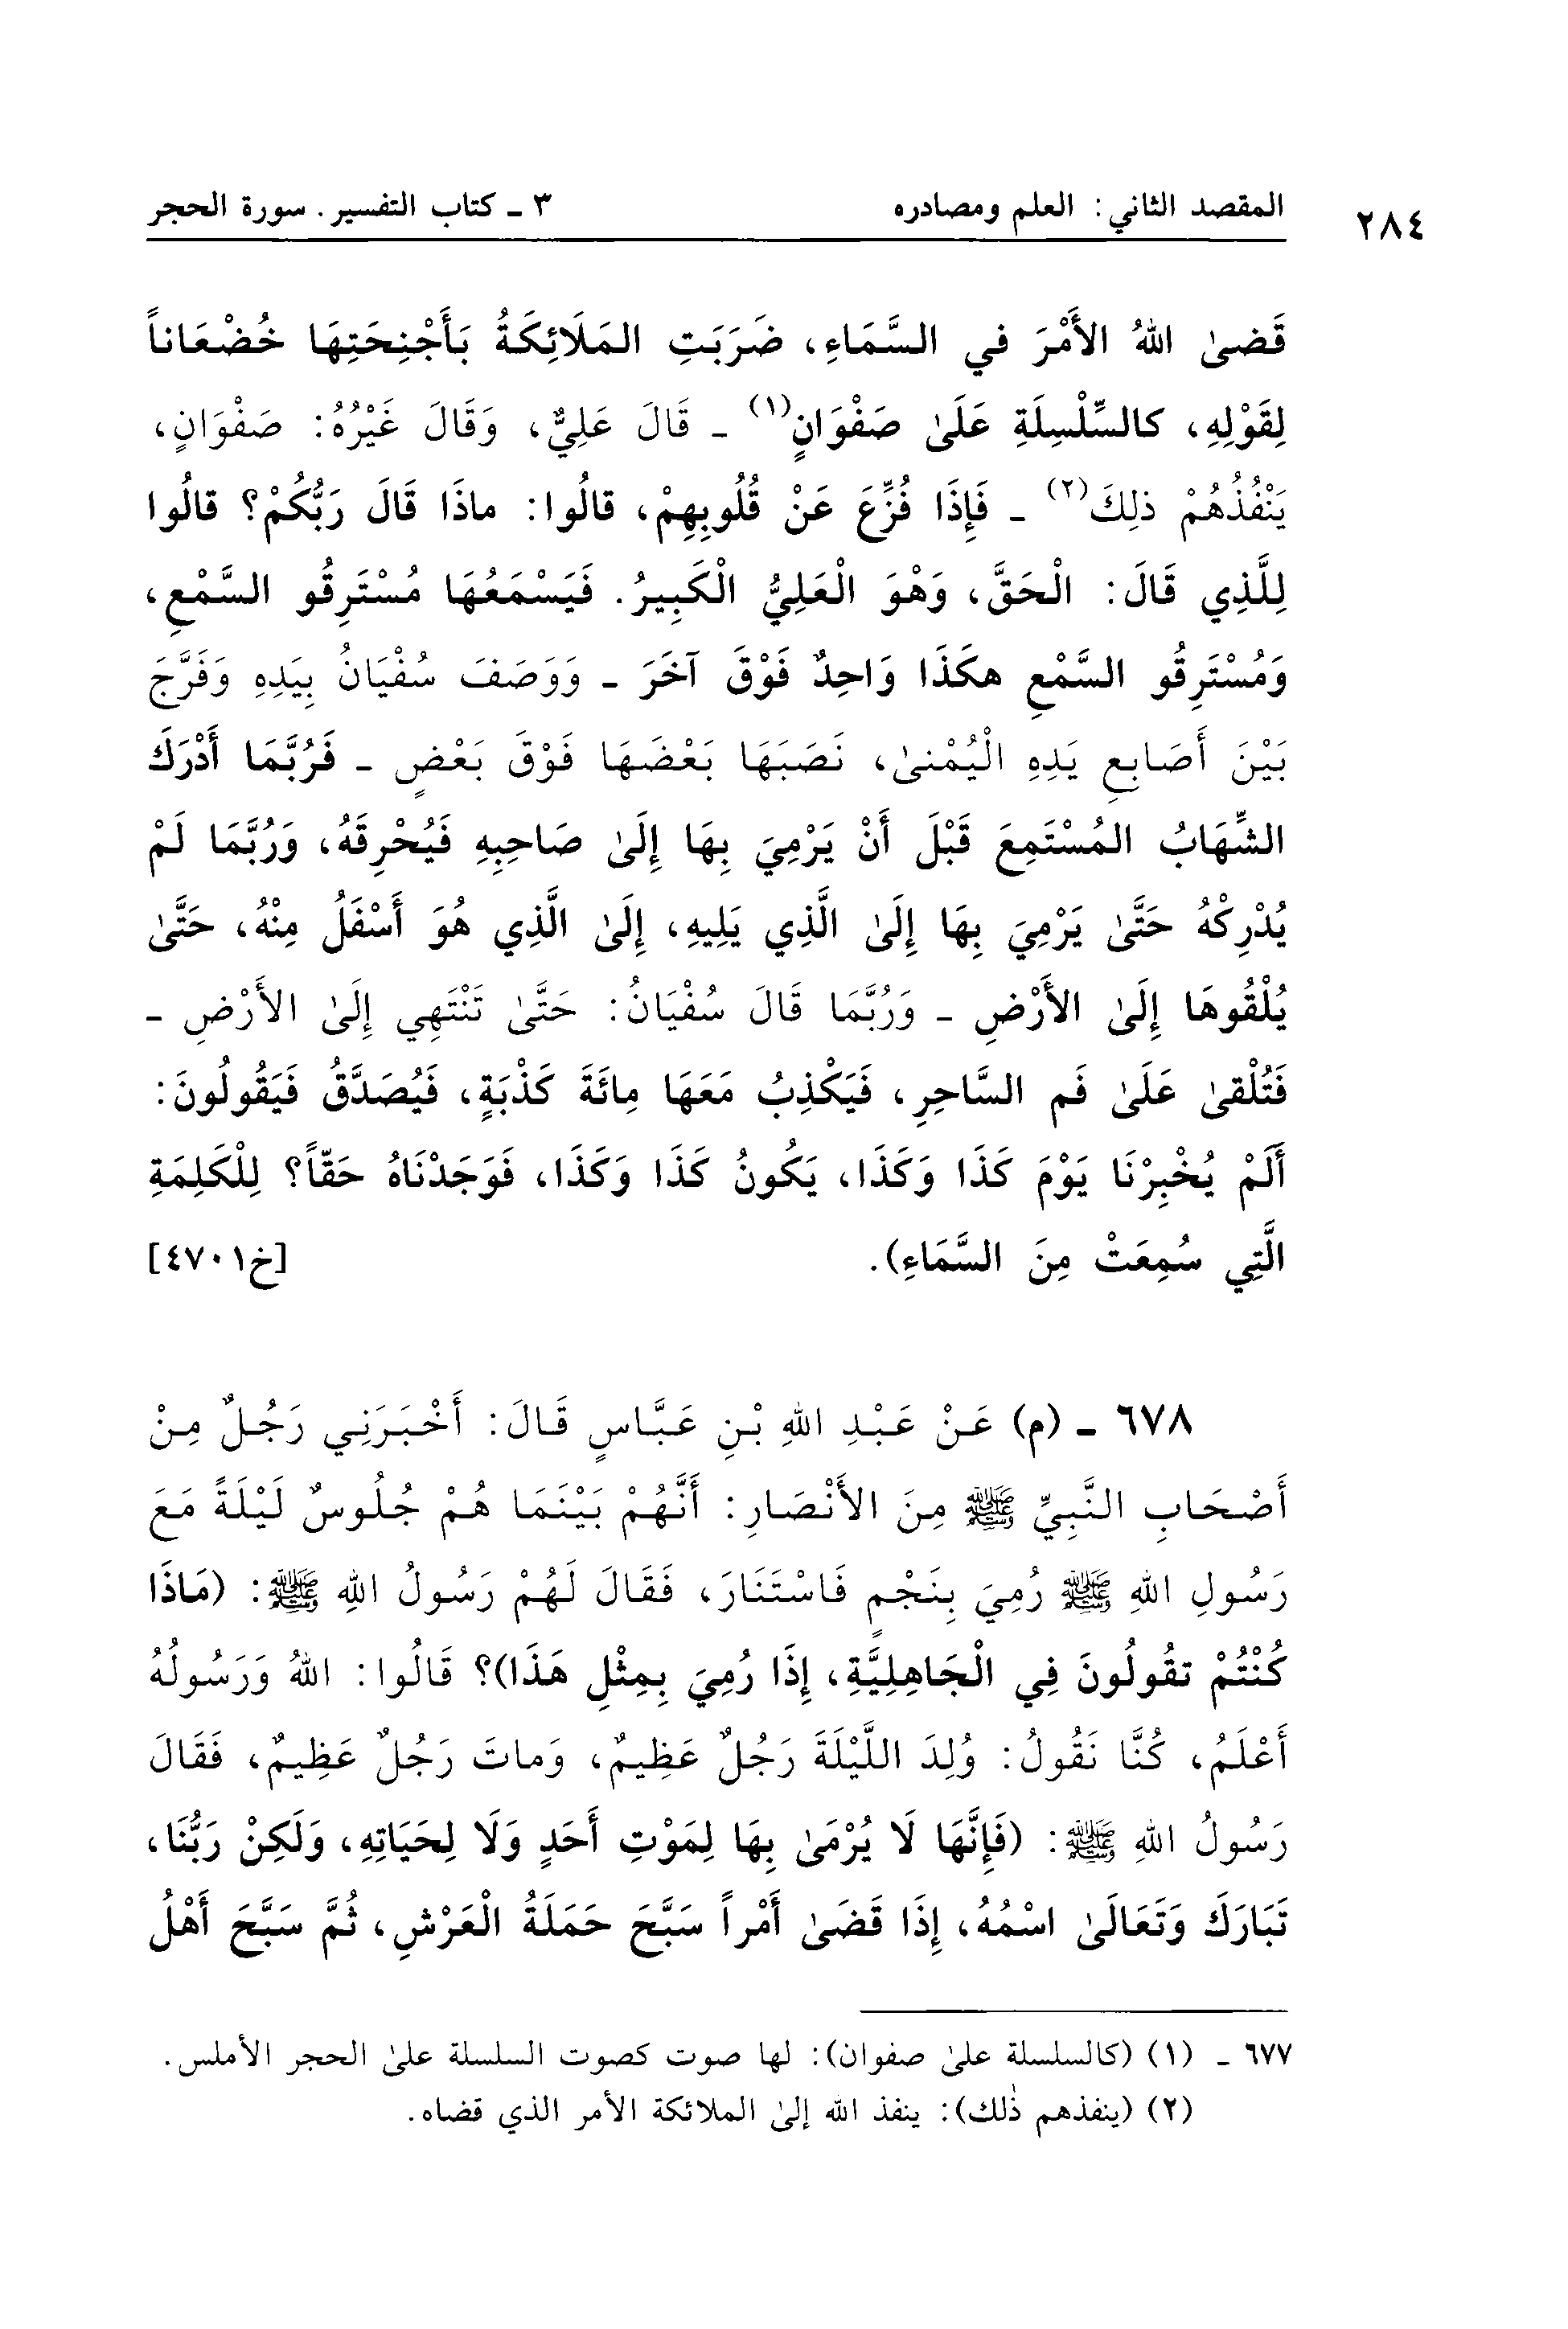 ٢٨٤ المقصد الثاني: العلم ومصادره ٣ ـ كتاب التفسير. سورة الحجر
قَضىٰ اللهُ الأَمْرَ في السَّمَاءِ، ضَرَبَتِ المَلَائِكَةُ بَأَجْنِحَتِهَا خُضْعَاناً
لِقَوْلِهِ، كالسِّلْسِلَةِ عَلَىٰ صَفْوَانٍ(١) ـ قَالَ عَلِيٌّ، وَقَالَ غَيْرُهُ: صَفْوَانٍ،
يَنْفُذُهُمْ ذلِكَ(٢) ـ فَإِذَا فُزِّعَ عَنْ قُلُوبِهِمْ، قالُوا: ماذَا قَالَ رَبُّكُمْ؟ قالُوا
لِلَّذِي قَالَ: الْحَقَّ، وَهْوَ الْعَلِيُّ الْكَبِيرُ. فَيَسْمَعُهَا مُسْتَرِقُو السَّمْعِ،
وَمُسْتَرِقُو السَّمْعِ هكَذَا وَاحِدٌ فَوْقَ آخَرَ ـ وَوَصَفَ سُفْيَانُ بِيَدِهِ وَفَرَّجَ
بَيْنَ أَصَابِعِ يَدِهِ الْيُمْنىٰ، نَصَبَهَا بَعْضَهَا فَوْقَ بَعْضٍ ـ فَرُبَّمَا أَدْرَكَ
الشِّهَابُ المُسْتَمِعَ قَبْلَ أَنْ يَرْمِيَ بِهَا إِلَىٰ صَاحِبِهِ فَيُحْرِقَهُ، وَرُبَّمَا لَمْ
يُدْرِكْهُ حَتَّىٰ يَرْمِيَ بِهَا إِلَىٰ الَّذِي يَلِيهِ، إِلَىٰ الَّذِي هُوَ أَسْفَلُ مِنْهُ، حَتَّىٰ
يُلْقُوهَا إِلَىٰ الأَرْضِ ـ وَرُبَّمَا قَالَ سُفْيَانُ: حَتَّىٰ تَنْتَهِي إِلَىٰ الأَرْضِ ـ
فَتُلْقىٰ عَلَىٰ فَمِ السَّاحِرِ، فَيَكْذِبُ مَعَهَا مِائَةَ كَذْبَةٍ، فَيُصَدَّقُ فَيَقُولُونَ:
أَلَمْ يُخْبِرْنَا يَوْمَ كَذَا وَكَذَا، يَكُونُ كَذَا وَكَذَا، فَوَجَدْنَاهُ حَقّاً؟ لِلْكَلِمَةِ
الَّتِي سُمِعَتْ مِنَ السَّمَاءِ). [خ٤٧٠١]
٦٧٨ ـ (م) عَنْ عَبْدِ اللهِ بْنِ عَبَّاسٍ قَالَ: أَخْبَرَنِي رَجُلٌ مِنْ
أَصْحَابِ النَّبِيِّ ﷺ مِنَ الأَنْصَارِ: أَنَّهُمْ بَيْنَمَا هُمْ جُلُوسٌ لَيْلَةً مَعَ
رَسُولِ اللهِ ﷺ رُمِيَ بِنَجْمٍ فَاسْتَنَارَ، فَقَالَ لَهُمْ رَسُولُ اللهِ ﷺ: (مَاذَا
كُنْتُمْ تقُولُونَ فِي الْجَاهِلِيَّةِ، إِذَا رُمِيَ بِمِثْلِ هَذَا)؟ قَالُوا: اللهُ وَرَسُولُهُ
أَعْلَمُ، كُنَّا نَقُولُ: وُلِدَ اللَّيْلَةَ رَجُلٌ عَظِيمٌ، وَماتَ رَجُلٌ عَظِيمٌ، فَقَالَ
رَسُولُ اللهِ ﷺ: (فَإِنَّهَا لَا يُرْمَىٰ بِهَا لِمَوْتِ أَحَدٍ وَلَا لِحَيَاتِهِ، وَلَكِنْ رَبُّنَا،
تَبَارَكَ وَتَعَالَىٰ اسْمُهُ، إِذَا قَضَىٰ أَمْراً سَبَّحَ حَمَلَةُ الْعَرْشِ، ثُمَّ سَبَّحَ أَهْلُ
٦٧٧ ـ (١) (كالسلسلة علىٰ صفوان): لها صوت كصوت السلسلة علىٰ الحجر الأملس.
(٢) (ينفذهم ذٰلك): ينفذ الله إلىٰ الملائكة الأمر الذي قضاه.